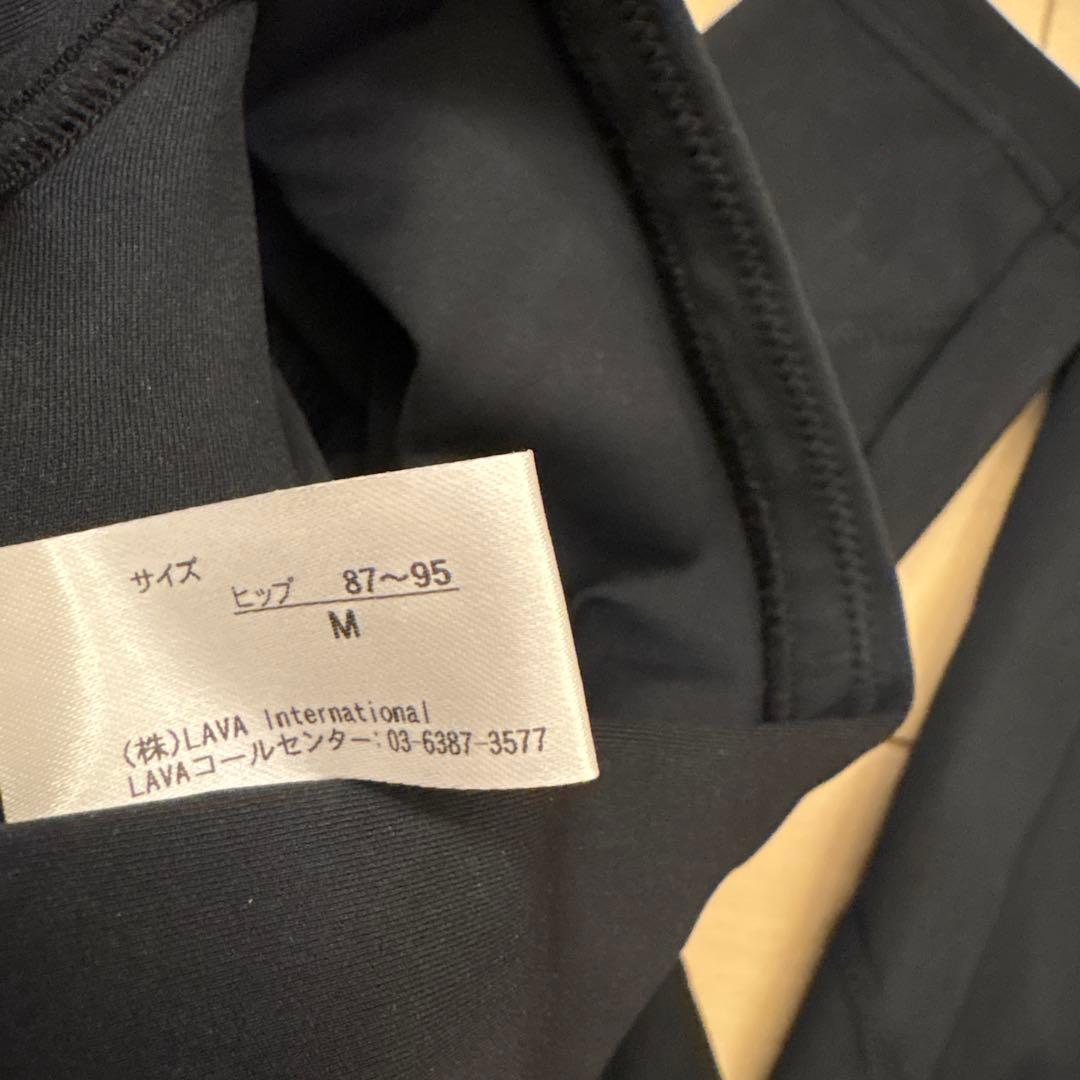 サイズ
ヒップ 87～95
M
(株)LAVA International
LAVAコールセンター:03-6387-3577